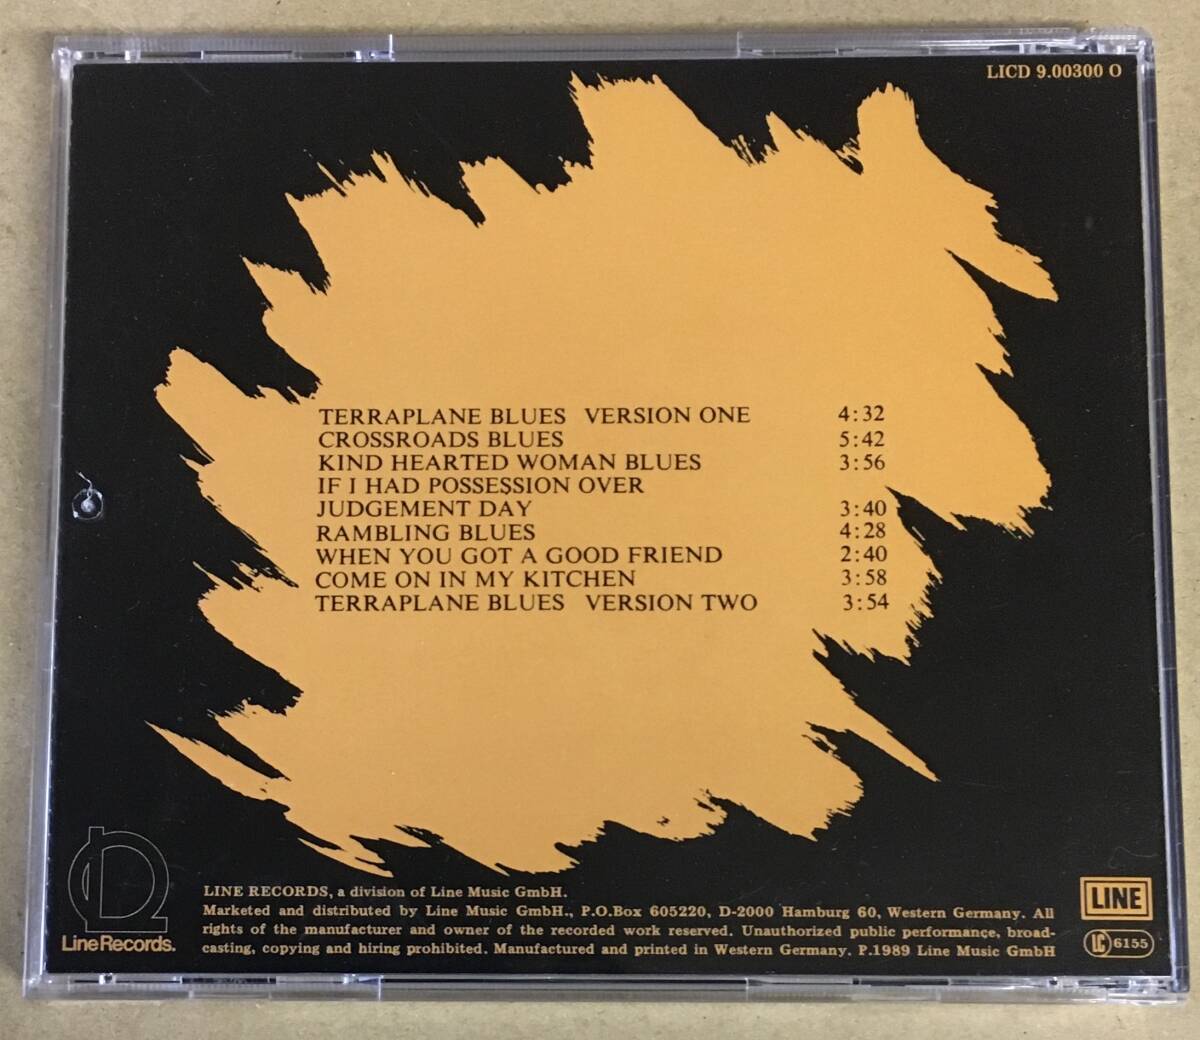 LICD 9.00300 O
TERRAPLANE BLUES VERSION ONE 4:32
CROSSROADS BLUES 5:42
KIND HEARTED WOMAN BLUES 3:56
IF I HAD POSSESSION OVER
JUDGEMENT DAY 3:40
RAMBLING BLUES 4:28
WHEN YOU GOT A GOOD FRIEND 2:40
COME ON IN MY KITCHEN 3:58
TERRAPLANE BLUES VERSION TWO 3:54
LINE RECORDS, a division of Line Music GmbH.
Marketed and distributed by Line Music GmbH., P.O.Box 605220, D-2000 Hamburg 60, Western Germany. All
rights of the manufacturer and owner of the recorded work reserved. Unauthorized public performance, broad-
casting, copying and hiring prohibited. Manufactured and printed in Western Germany. P.1989 Line Music GmbH
Line Records.
LINE
LC 6155